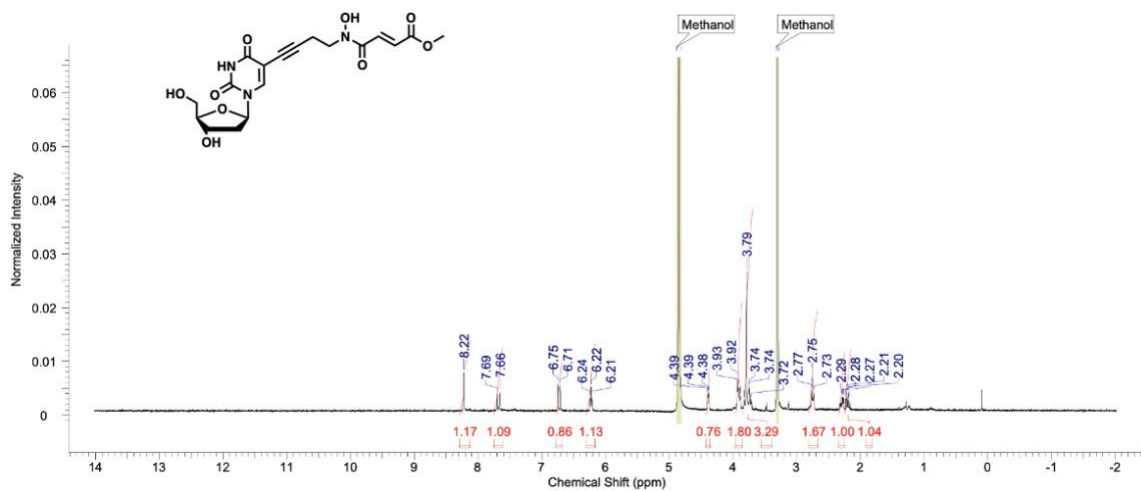 OH
N
O
O
O
HN
O
N
HO
O
OH
Methanol
Methanol
Normalized Intensity
0.06
0.05
0.04
0.03
0.02
0.01
0
8.22
7.69
7.66
6.75
6.71
6.24
6.22
6.21
4.39
4.39
4.38
3.93
3.92
3.79
3.74
3.74
3.72
2.77
2.75
2.73
2.29
2.28
2.27
2.21
2.20
1.17 1.09 0.86 1.13 0.76 1.80 3.29 1.67 1.00 1.04
14 13 12 11 10 9 8 7 6 5 4 3 2 1 0 -1 -2
Chemical Shift (ppm)